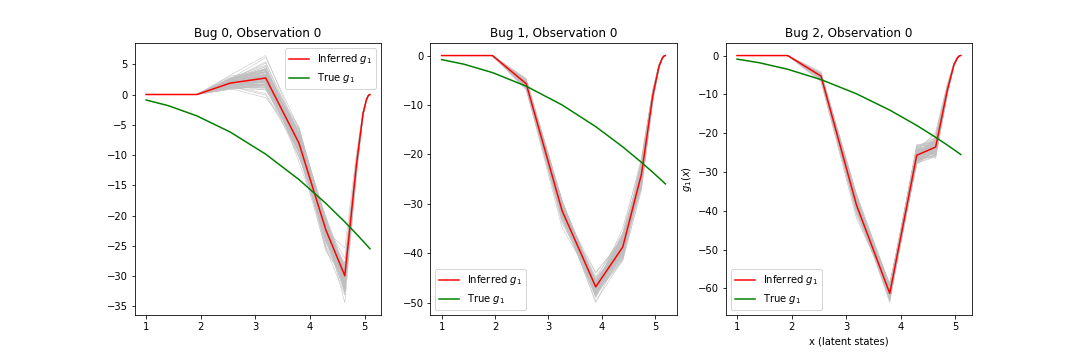 Bug 0, Observation 0
5
0
−5
−10
−15
−20
−25
−30
−35
1 2 3 4 5
Inferred g₁
True g₁
Bug 1, Observation 0
0
−10
−20
−30
−40
−50
1 2 3 4 5
Inferred g₁
True g₁
Bug 2, Observation 0
g₁(x)
0
−10
−20
−30
−40
−50
−60
1 2 3 4 5
x (latent states)
Inferred g₁
True g₁